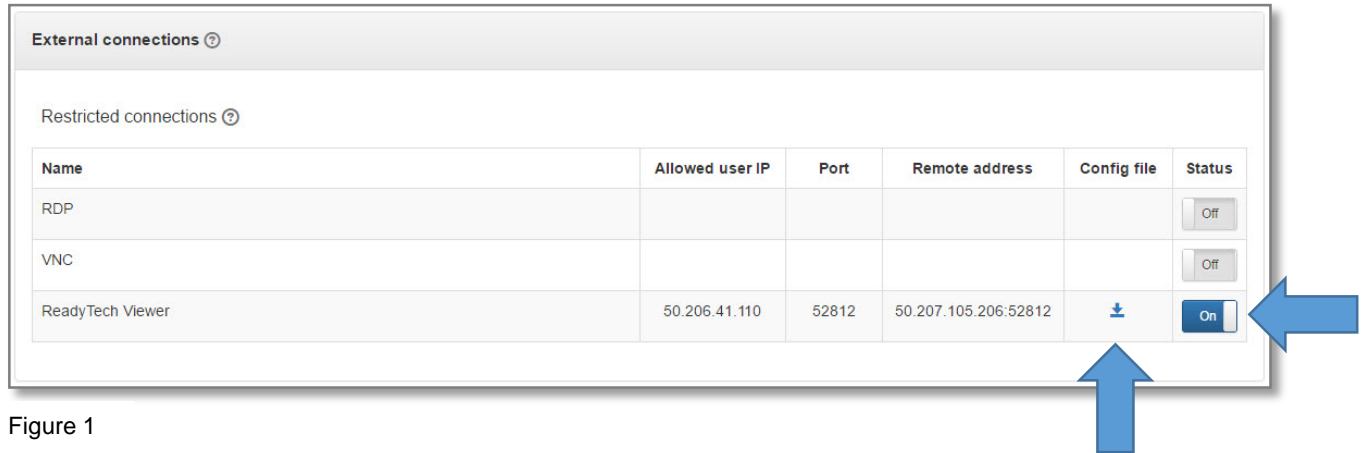 External connections ?
Restricted connections ?
Name Allowed user IP Port Remote address Config file Status
RDP Off
VNC Off
ReadyTech Viewer 50.206.41.110 52812 50.207.105.206:52812 On
Figure 1